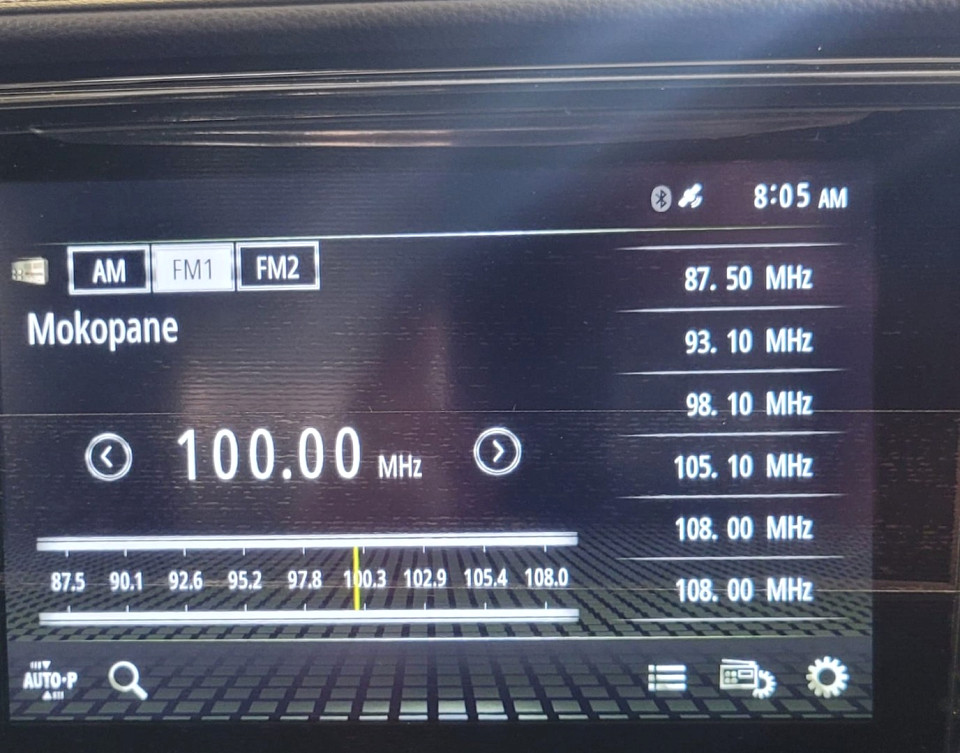 8:05 AM
AM FM1 FM2
Mokopane
100.00 MHz
87.5 90.1 92.6 95.2 97.8 100.3 102.9 105.4 108.0
87. 50 MHz
93. 10 MHz
98. 10 MHz
105. 10 MHz
108. 00 MHz
108. 00 MHz
AUTO·P